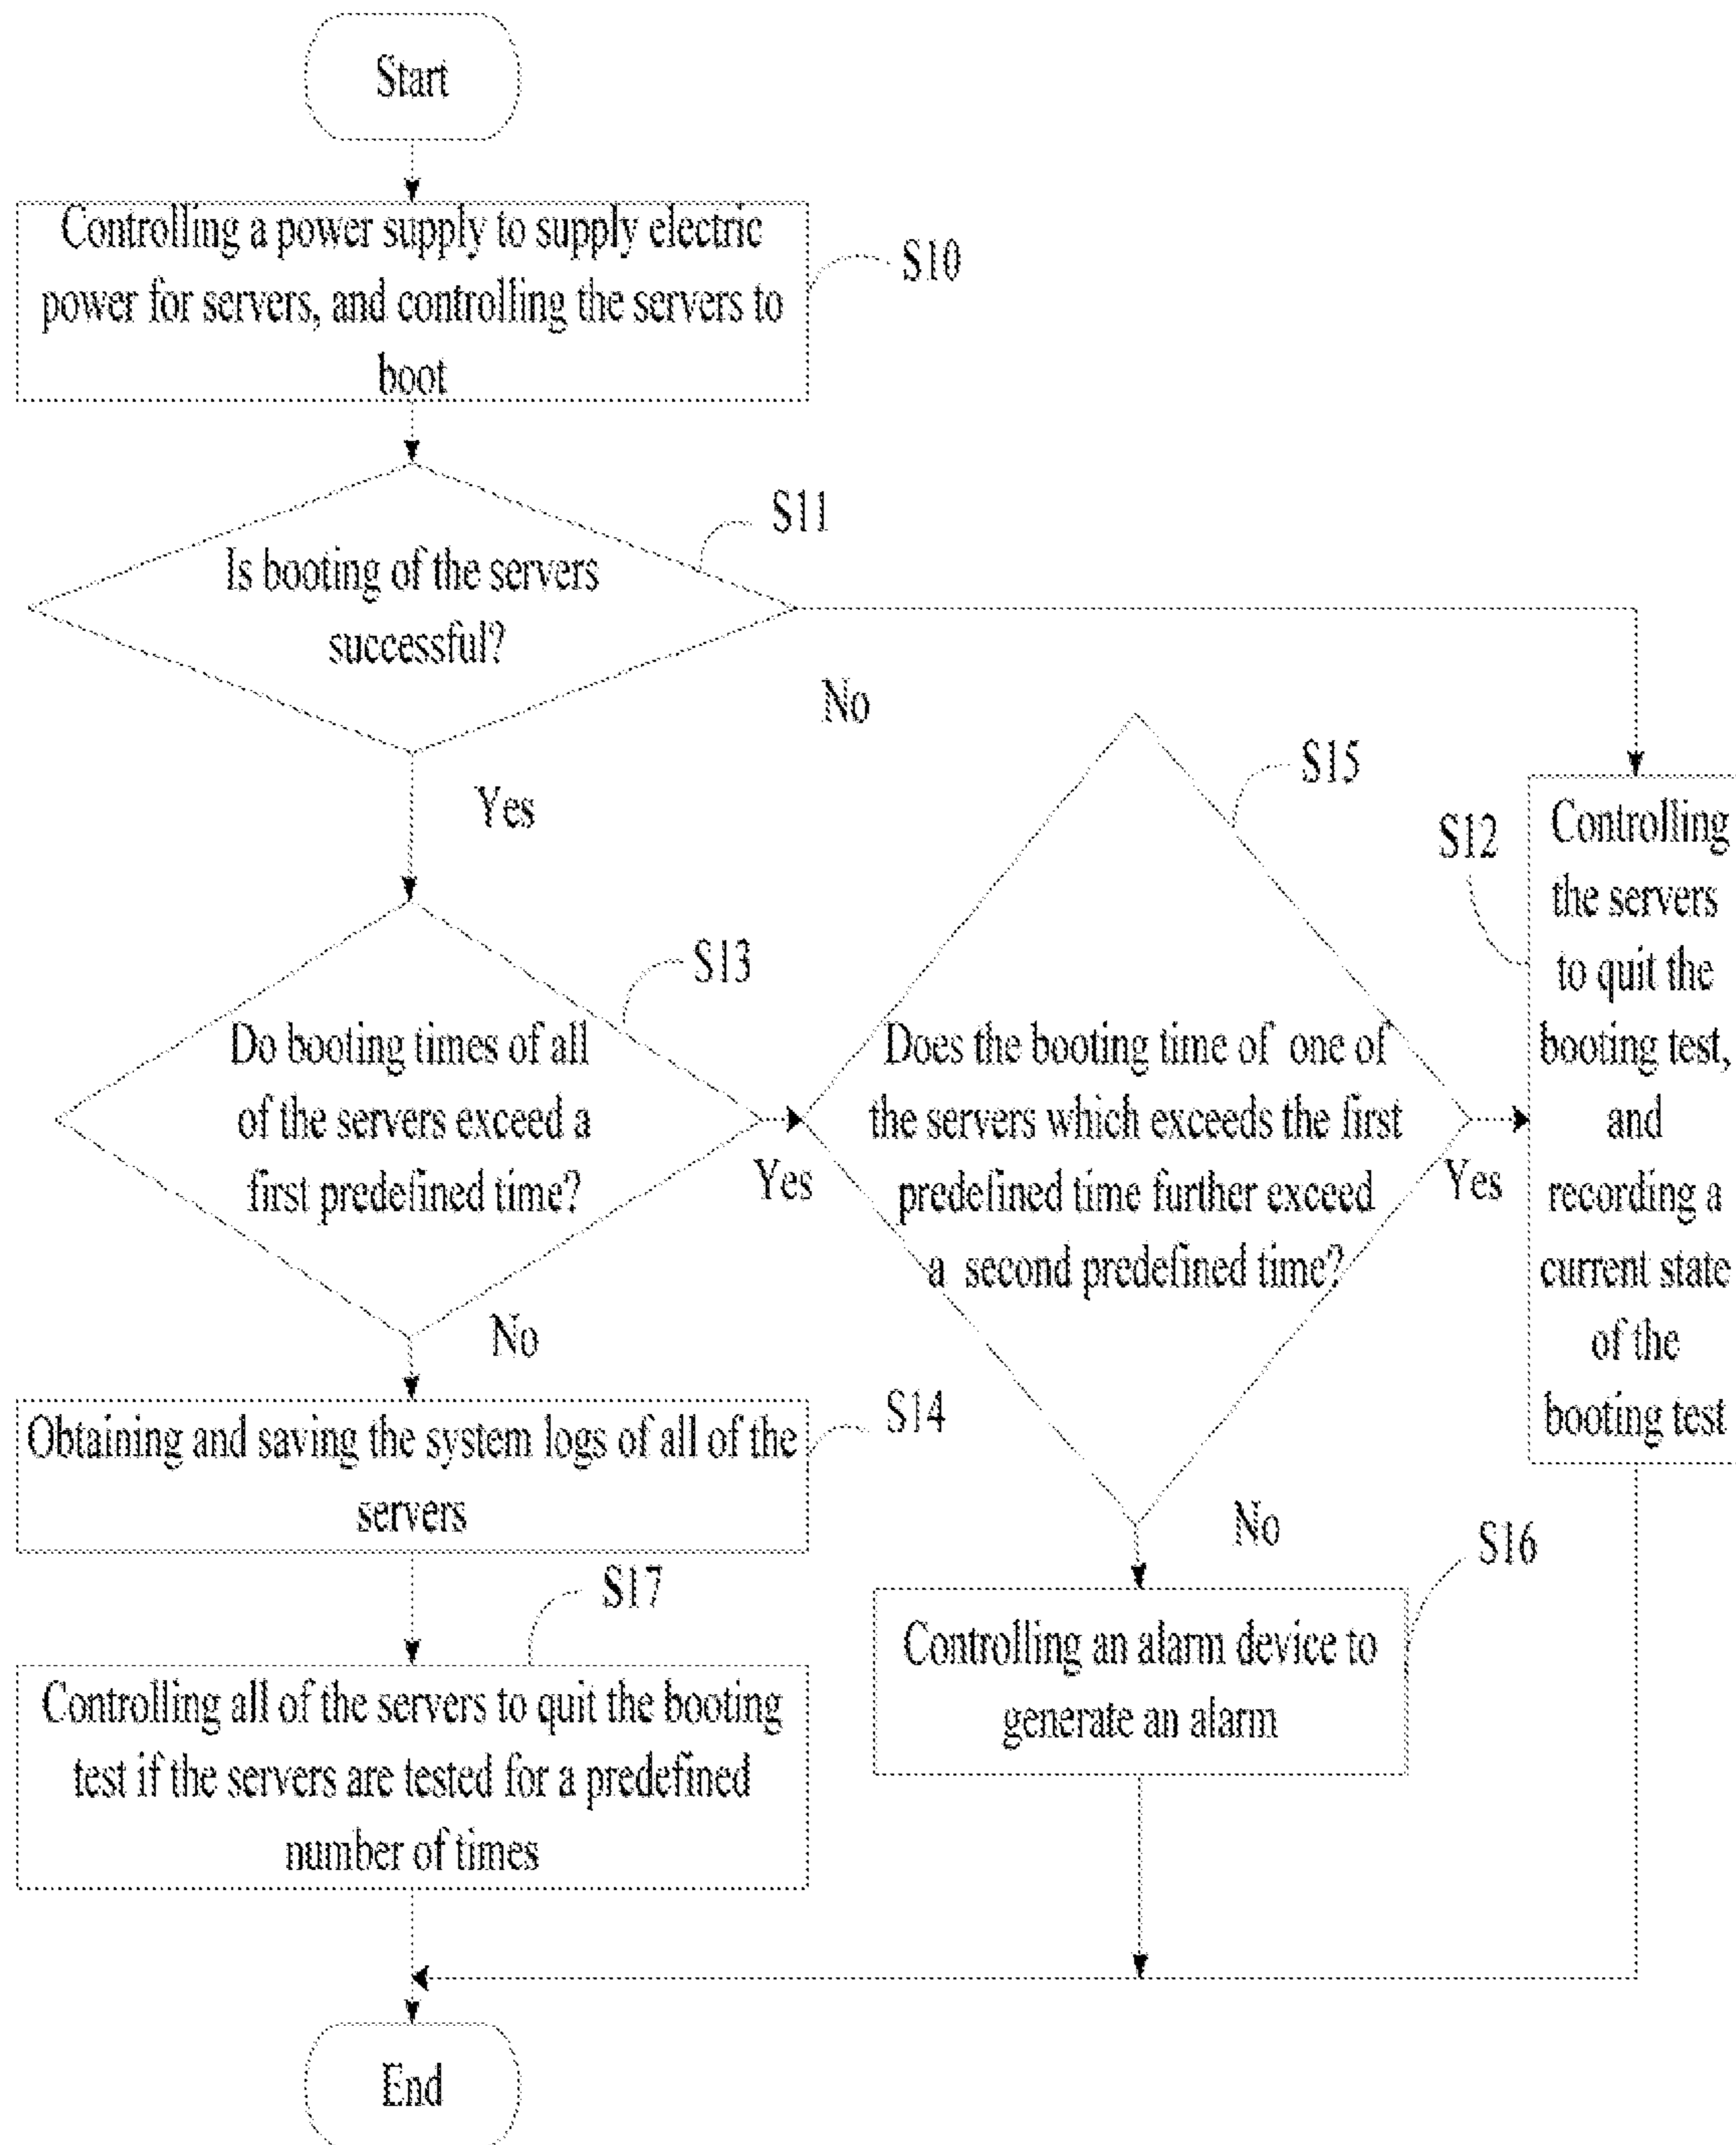 Start
Controlling a power supply to supply electric
power for servers, and controlling the servers to
boot
S10
S11
Is booting of the servers
successful?
No
Yes
S15
S12
Controlling
the servers
to quit the
booting test,
and
recording a
current state
of the
booting test
S13
Do booting times of all
of the servers exceed a
first predefined time?
Yes
Does the booting time of one of
the servers which exceeds the first
predefined time further exceed
a second predefined time?
Yes
No
S14
Obtaining and saving the system logs of all of the
servers
No
S16
S17
Controlling an alarm device to
generate an alarm
Controlling all of the servers to quit the booting
test if the servers are tested for a predefined
number of times
End